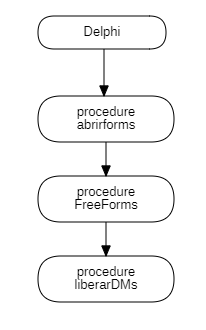 Delphi
procedure
abrirforms
procedure
FreeForms
procedure
liberarDMs